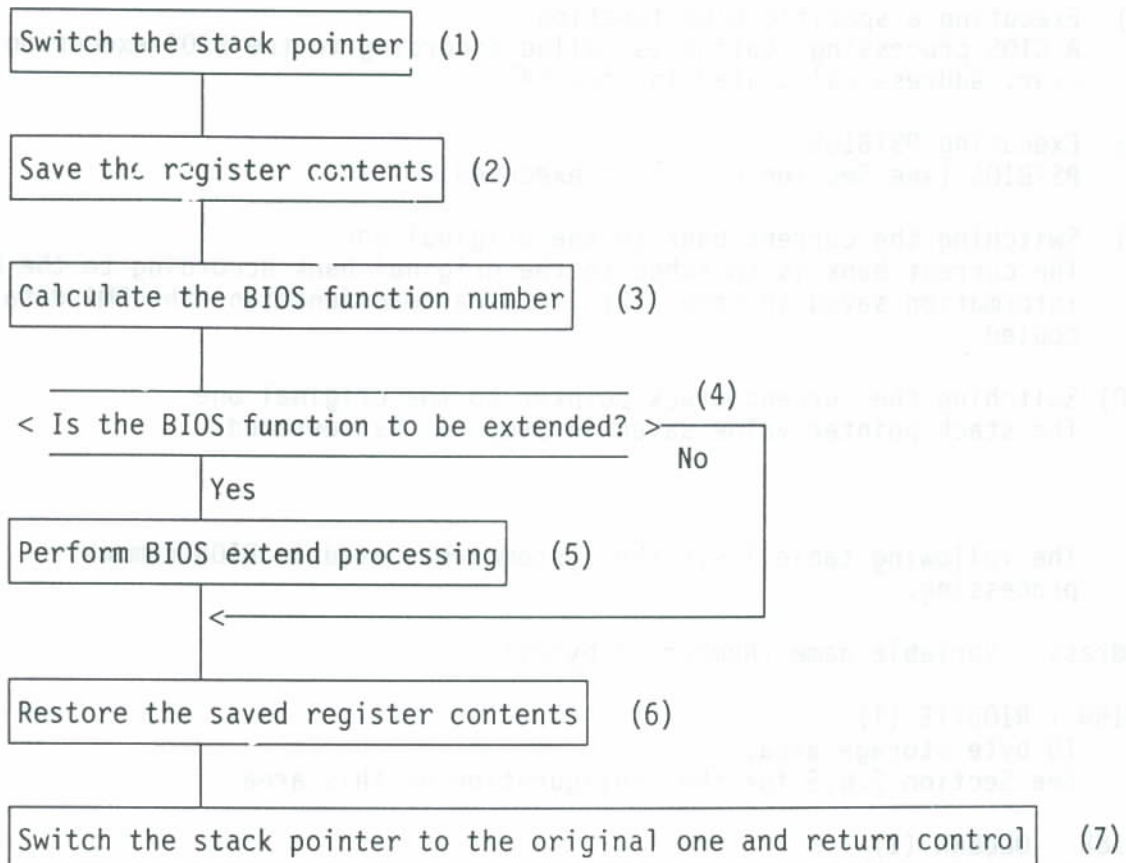 Switch the stack pointer (1)
Save the register contents (2)
Calculate the BIOS function number (3)
(4)
< Is the BIOS function to be extended? >
No
Yes
Perform BIOS extend processing (5)
<
Restore the saved register contents (6)
Switch the stack pointer to the original one and return control (7)